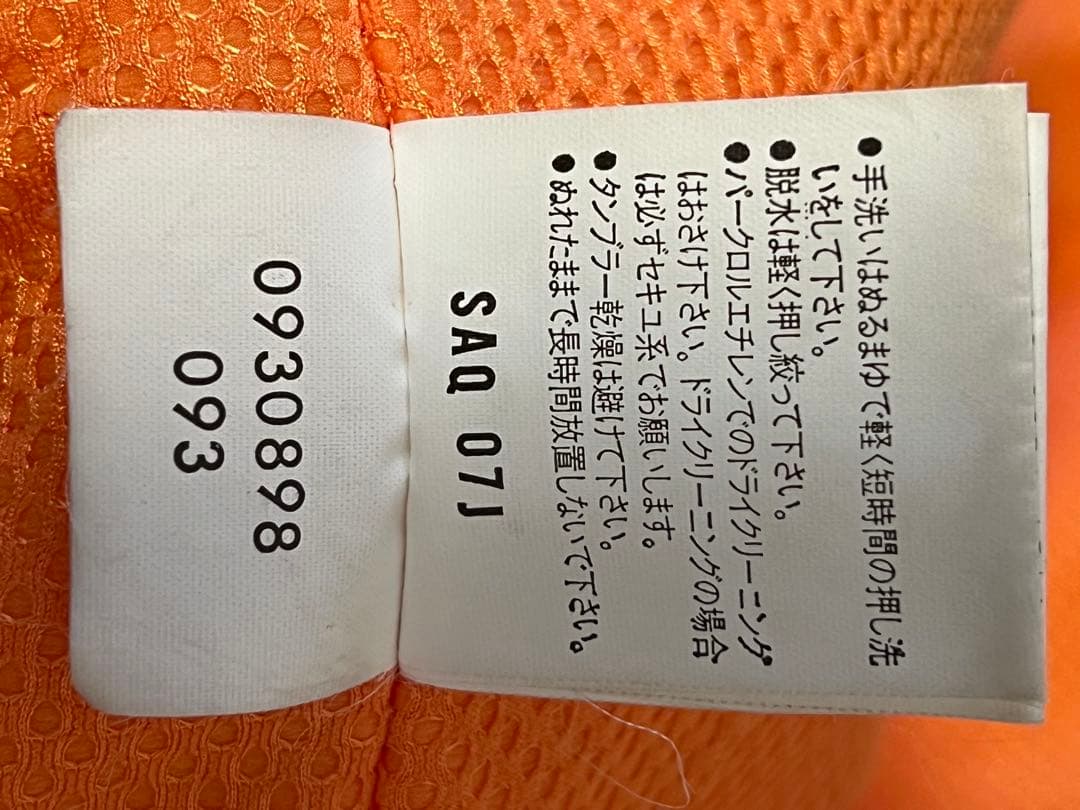 ●手洗いはぬるまゆで軽く短時間の押し洗
いをして下さい。
●脱水は軽く押し絞って下さい。
●パークロルエチレンでのドライクリーニング
はおさけ下さい。ドライクリーニングの場合
は必ずセキユ系でお願いします。
●タンブラー乾燥は避けて下さい。
●ぬれたままで長時間放置しないで下さい。
SAQ 07J
0930898
093